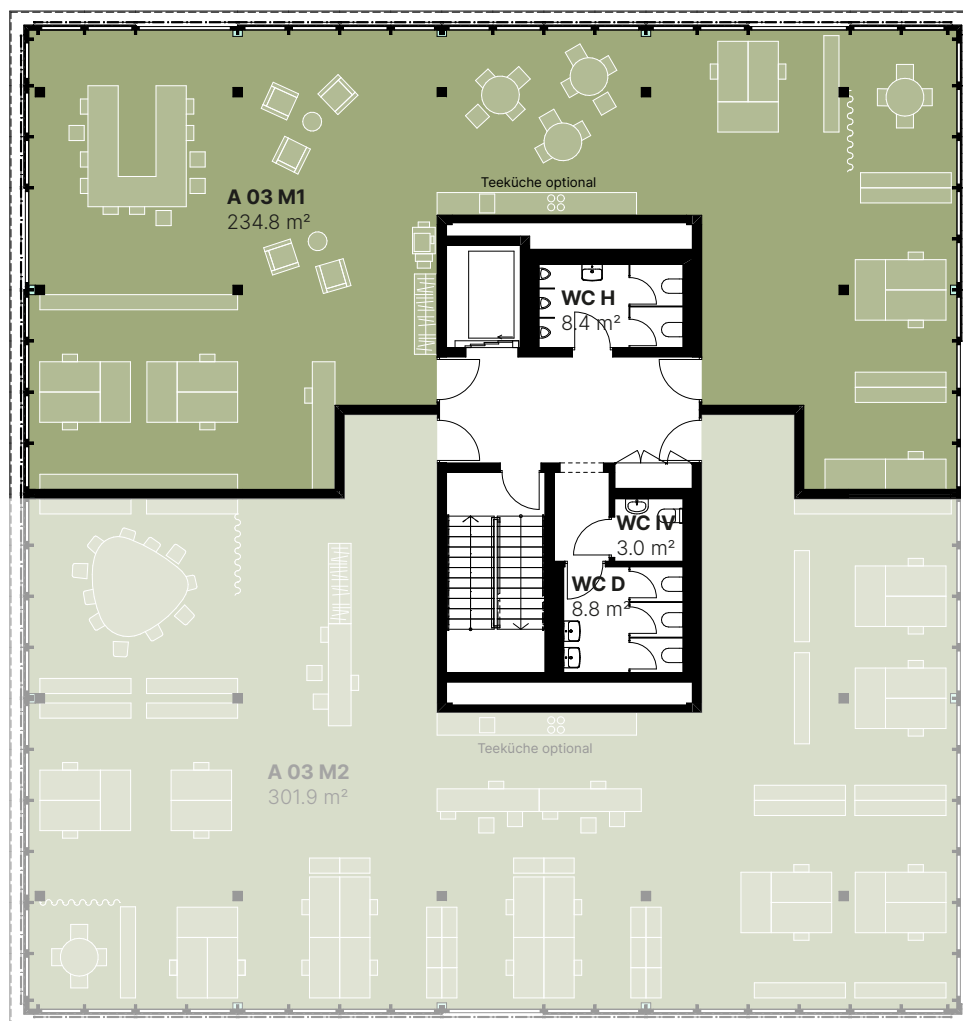 Teeküche optional
A 03 M1
234.8 m²
WC H
8.4 m²
WC IV
3.0 m²
WC D
8.8 m²
Teeküche optional
A 03 M2
301.9 m²